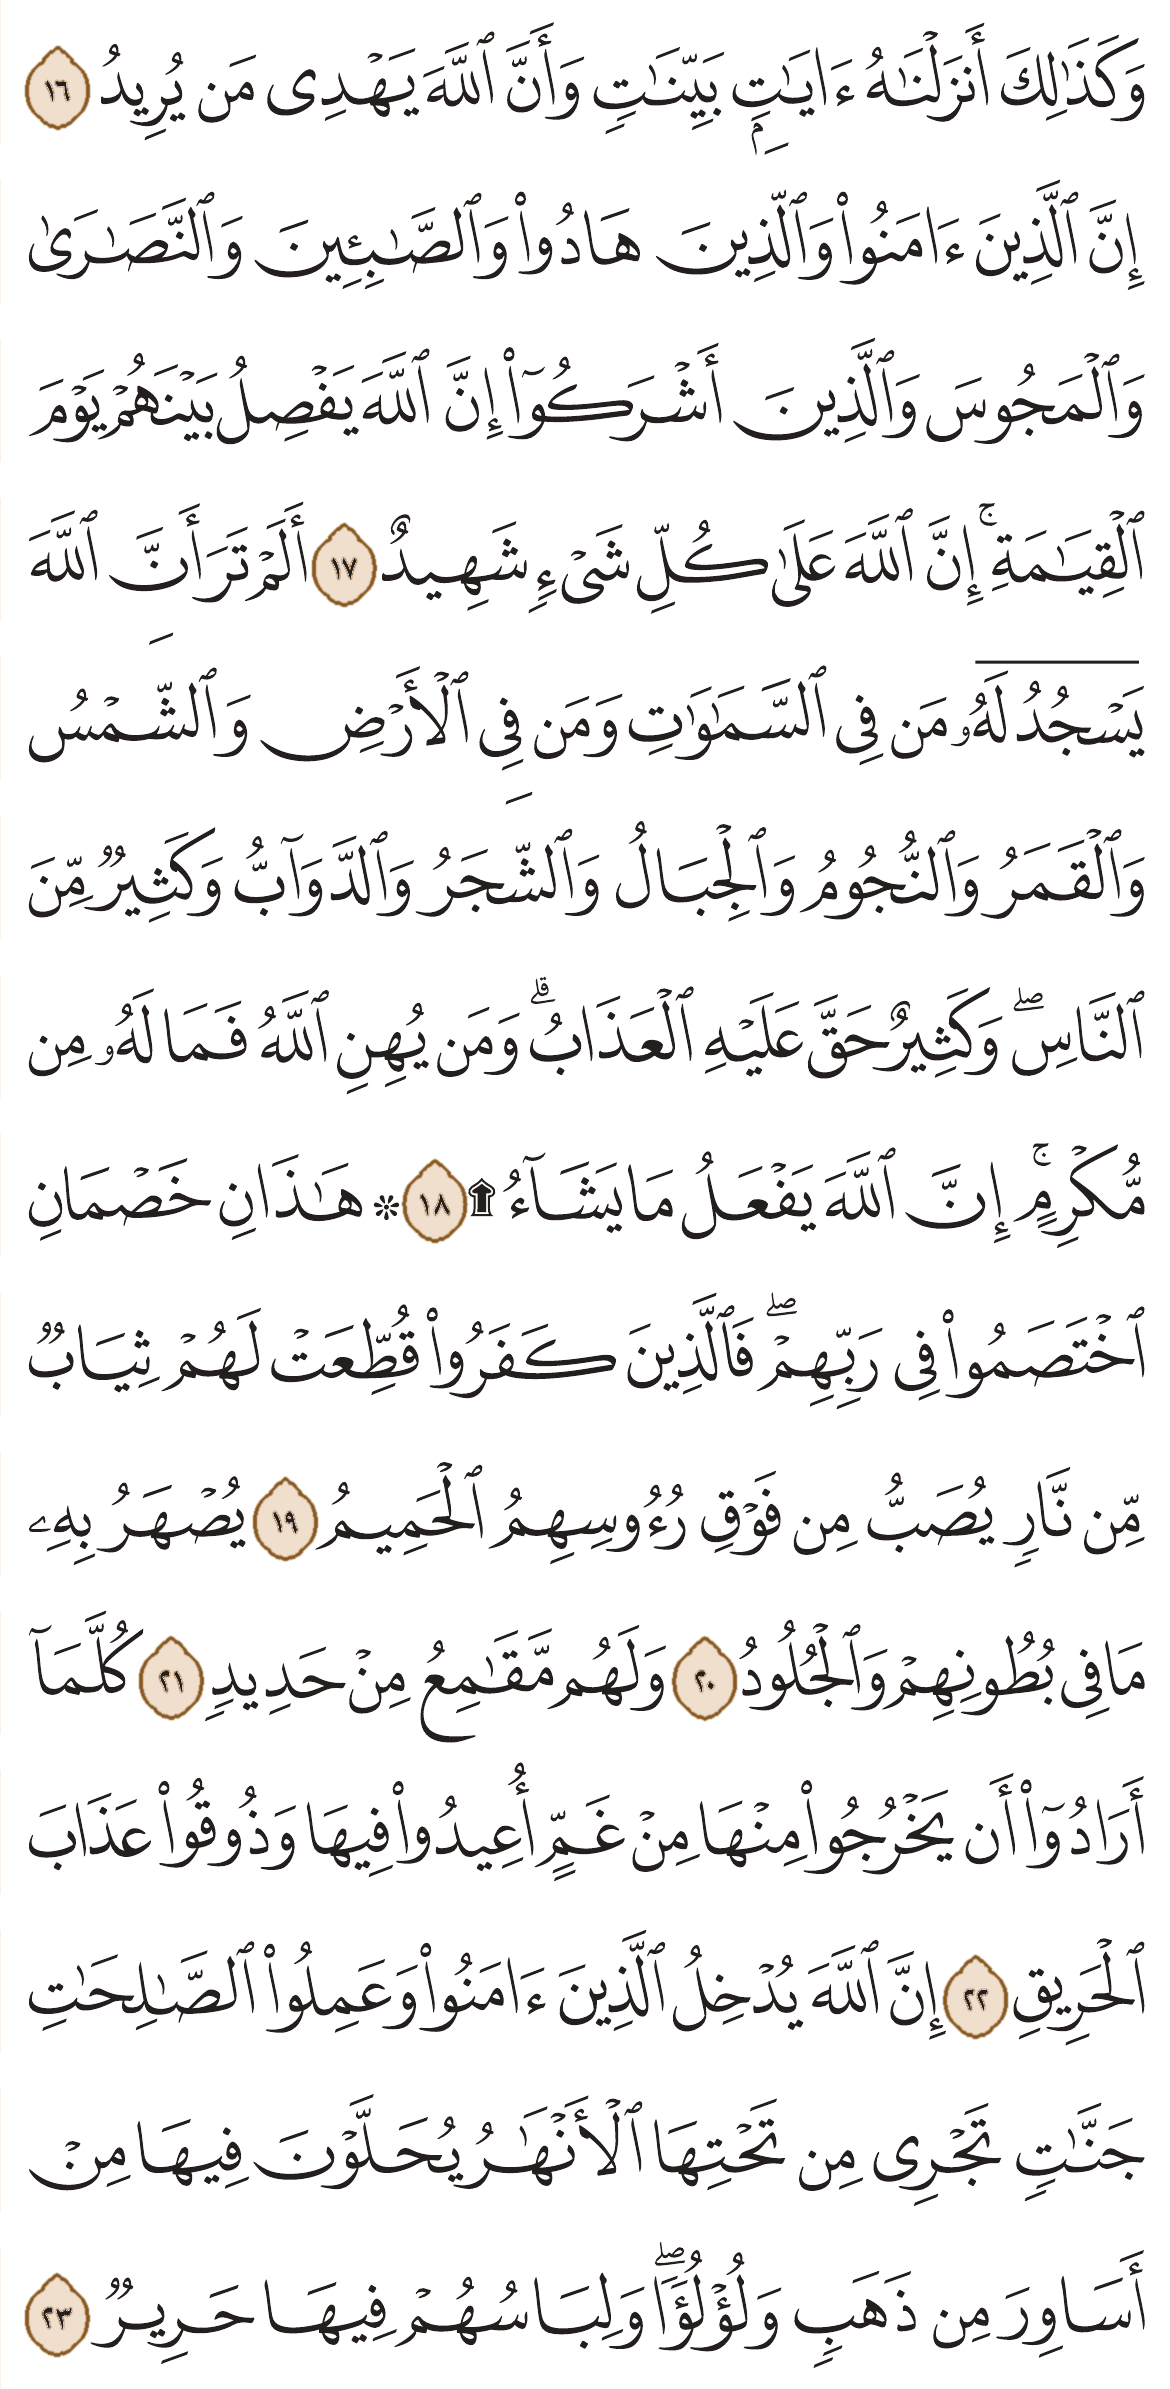 وَكَذَٰلِكَ أَنزَلۡنَٰهُ ءَايَٰتِۭ بَيِّنَٰتٖ وَأَنَّ ٱللَّهَ يَهۡدِي مَن يُرِيدُ ١٦
إِنَّ ٱلَّذِينَ ءَامَنُواْ وَٱلَّذِينَ هَادُواْ وَٱلصَّٰبِـِٔينَ وَٱلنَّصَٰرَىٰ
وَٱلۡمَجُوسَ وَٱلَّذِينَ أَشۡرَكُوٓاْ إِنَّ ٱللَّهَ يَفۡصِلُ بَيۡنَهُمۡ يَوۡمَ
ٱلۡقِيَٰمَةِۚ إِنَّ ٱللَّهَ عَلَىٰ كُلِّ شَيۡءٖ شَهِيدٌ ١٧ أَلَمۡ تَرَ أَنَّ ٱللَّهَ
يَسۡجُدُۤ لَهُۥۤ مَن فِي ٱلسَّمَٰوَٰتِ وَمَن فِي ٱلۡأَرۡضِ وَٱلشَّمۡسُ
وَٱلۡقَمَرُ وَٱلنُّجُومُ وَٱلۡجِبَالُ وَٱلشَّجَرُ وَٱلدَّوَآبُّ وَكَثِيرٞ مِّنَ
ٱلنَّاسِۖ وَكَثِيرٌ حَقَّ عَلَيۡهِ ٱلۡعَذَابُۗ وَمَن يُهِنِ ٱللَّهُ فَمَا لَهُۥ مِن
مُّكۡرِمٍۚ إِنَّ ٱللَّهَ يَفۡعَلُ مَا يَشَآءُ ۩ ١٨ ۞ هَٰذَانِ خَصۡمَانِ
ٱخۡتَصَمُواْ فِي رَبِّهِمۡۖ فَٱلَّذِينَ كَفَرُواْ قُطِّعَتۡ لَهُمۡ ثِيَابٞ
مِّن نَّارٖ يُصَبُّ مِن فَوۡقِ رُءُوسِهِمُ ٱلۡحَمِيمُ ١٩ يُصۡهَرُ بِهِۦ
مَا فِي بُطُونِهِمۡ وَٱلۡجُلُودُ ٢٠ وَلَهُم مَّقَٰمِعُ مِنۡ حَدِيدٖ ٢١ كُلَّمَآ
أَرَادُوٓاْ أَن يَخۡرُجُواْ مِنۡهَا مِنۡ غَمٍّ أُعِيدُواْ فِيهَا وَذُوقُواْ عَذَابَ
ٱلۡحَرِيقِ ٢٢ إِنَّ ٱللَّهَ يُدۡخِلُ ٱلَّذِينَ ءَامَنُواْ وَعَمِلُواْ ٱلصَّٰلِحَٰتِ
جَنَّٰتٖ تَجۡرِي مِن تَحۡتِهَا ٱلۡأَنۡهَٰرُ يُحَلَّوۡنَ فِيهَا مِنۡ
أَسَاوِرَ مِن ذَهَبٖ وَلُؤۡلُؤٗاۖ وَلِبَاسُهُمۡ فِيهَا حَرِيرٞ ٢٣